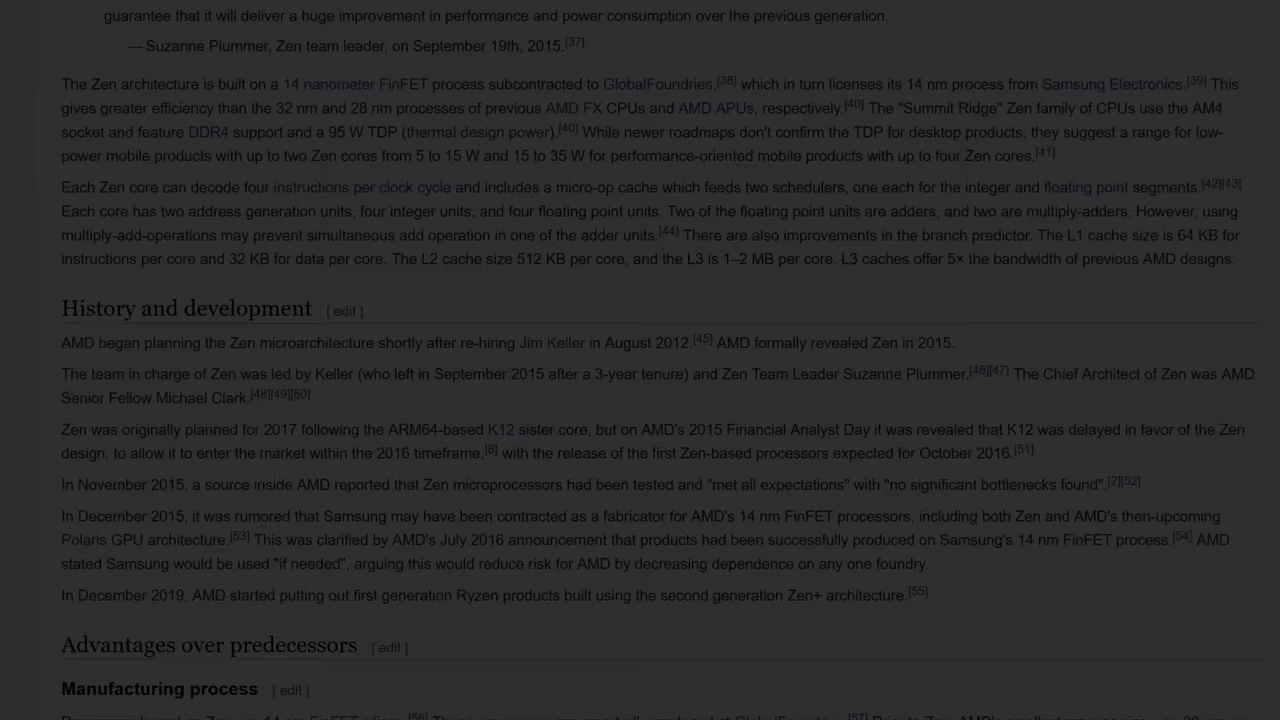 guarantee that it will deliver a huge improvement in performance and power consumption over the previous generation.
— Suzanne Plummer, Zen team leader, on September 19th, 2015.[37]
The Zen architecture is built on a 14 nanometer FinFET process subcontracted to GlobalFoundries,[38] which in turn licenses its 14 nm process from Samsung Electronics.[39] This
gives greater efficiency than the 32 nm and 28 nm processes of previous AMD FX CPUs and AMD APUs, respectively.[40] The "Summit Ridge" Zen family of CPUs use the AM4
socket and feature DDR4 support and a 95 W TDP (thermal design power).[40] While newer roadmaps don't confirm the TDP for desktop products, they suggest a range for low-
power mobile products with up to two Zen cores from 5 to 15 W and 15 to 35 W for performance-oriented mobile products with up to four Zen cores.[41]
Each Zen core can decode four instructions per clock cycle and includes a micro-op cache which feeds two schedulers, one each for the integer and floating point segments.[42][43]
Each core has two address generation units, four integer units, and four floating point units. Two of the floating point units are adders, and two are multiply-adders. However, using
multiply-add-operations may prevent simultaneous add operation in one of the adder units.[44] There are also improvements in the branch predictor. The L1 cache size is 64 KB for
instructions per core and 32 KB for data per core. The L2 cache size 512 KB per core, and the L3 is 1–2 MB per core. L3 caches offer 5× the bandwidth of previous AMD designs.
History and development [ edit ]
AMD began planning the Zen microarchitecture shortly after re-hiring Jim Keller in August 2012.[45] AMD formally revealed Zen in 2015.
The team in charge of Zen was led by Keller (who left in September 2015 after a 3-year tenure) and Zen Team Leader Suzanne Plummer.[46][47] The Chief Architect of Zen was AMD
Senior Fellow Michael Clark.[48][49][50]
Zen was originally planned for 2017 following the ARM64-based K12 sister core, but on AMD's 2015 Financial Analyst Day it was revealed that K12 was delayed in favor of the Zen
design, to allow it to enter the market within the 2016 timeframe,[8] with the release of the first Zen-based processors expected for October 2016.[51]
In November 2015, a source inside AMD reported that Zen microprocessors had been tested and "met all expectations" with "no significant bottlenecks found".[2][52]
In December 2015, it was rumored that Samsung may have been contracted as a fabricator for AMD's 14 nm FinFET processors, including both Zen and AMD's then-upcoming
Polaris GPU architecture.[53] This was clarified by AMD's July 2016 announcement that products had been successfully produced on Samsung's 14 nm FinFET process.[54] AMD
stated Samsung would be used "if needed", arguing this would reduce risk for AMD by decreasing dependence on any one foundry.
In December 2019, AMD started putting out first generation Ryzen products built using the second generation Zen+ architecture.[55]
Advantages over predecessors [ edit ]
Manufacturing process [ edit ]